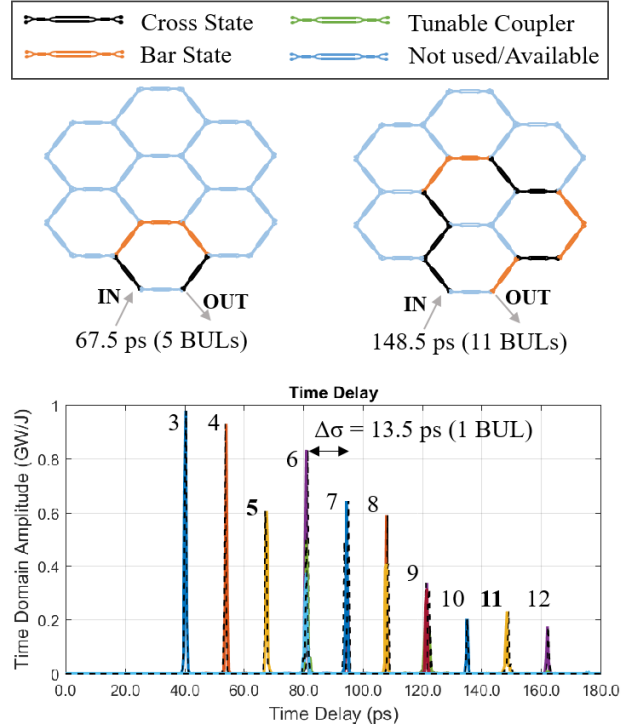 Cross State
Tunable Coupler
Bar State
Not used/Available
IN
OUT
67.5 ps (5 BULs)
IN
OUT
148.5 ps (11 BULs)
Time Delay
Time Domain Amplitude (GW/J)
1
0.8
0.6
0.4
0.2
0
3
4
5
6
Δσ = 13.5 ps (1 BUL)
7
8
9
10
11
12
0.0
20.0
40.0
60.0
80.0
100.0
120.0
140.0
160.0
180.0
Time Delay (ps)